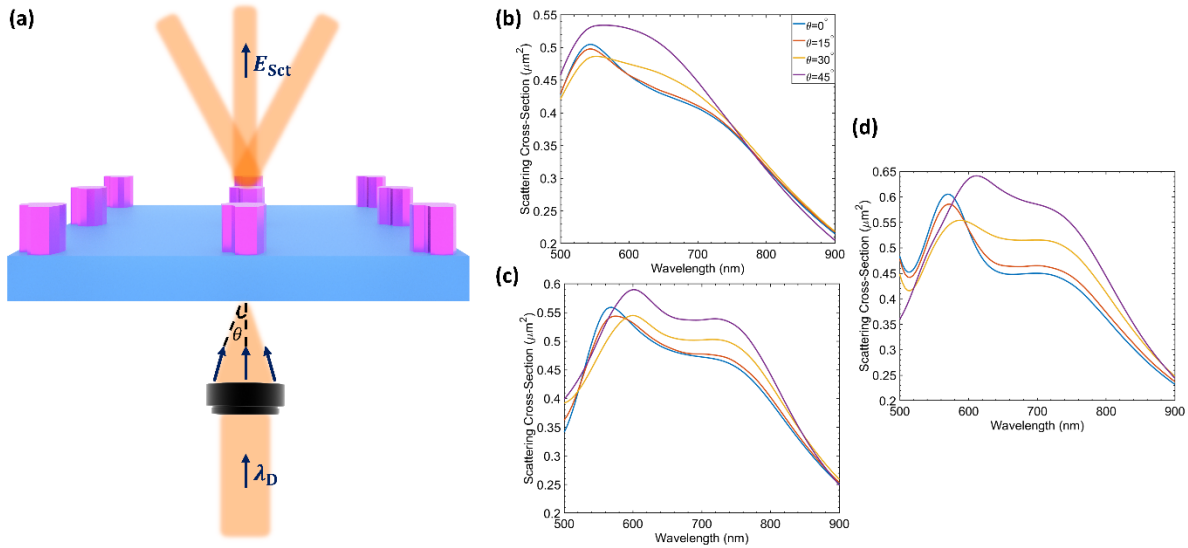 (a)
E_Sct
θ
λ_D
(b)
Scattering Cross-Section (μm²)
0.55
0.5
0.45
0.4
0.35
0.3
0.25
0.2
500 600 700 800 900
Wavelength (nm)
θ=0°
θ=15°
θ=30°
θ=45°
(c)
Scattering Cross-Section (μm²)
0.6
0.55
0.5
0.45
0.4
0.35
0.3
0.25
0.2
500 600 700 800 900
Wavelength (nm)
(d)
Scattering Cross-Section (μm²)
0.65
0.6
0.55
0.5
0.45
0.4
0.35
0.3
0.25
0.2
500 600 700 800 900
Wavelength (nm)